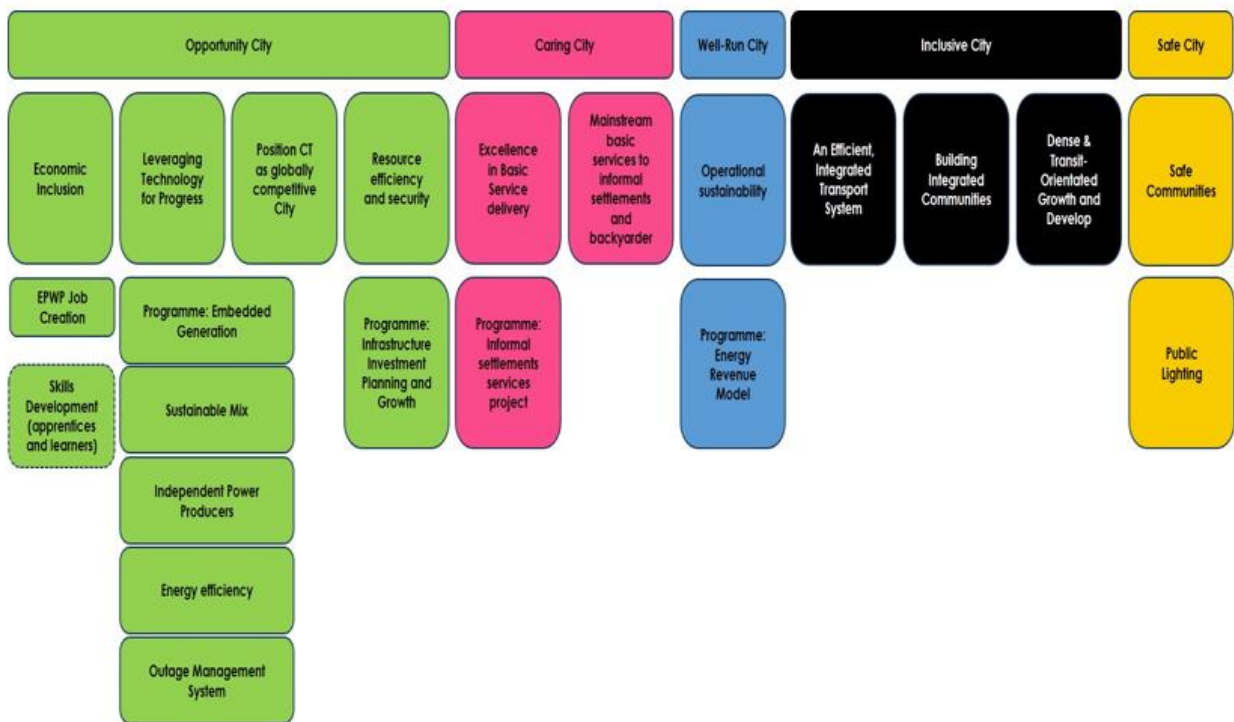 Opportunity City
Caring City
Well-Run City
Inclusive City
Safe City
Economic
Inclusion
Leveraging
Technology
for Progress
Position CT
as globally
competitive
City
Resource
efficiency
and security
Excellence
in Basic
Service
delivery
Mainstream
basic
services to
informal
settlements
and
backyarder
Operational
sustainability
An Efficient,
Integrated
Transport
System
Building
Integrated
Communities
Dense &
Transit-
Orientated
Growth and
Develop
Safe
Communities
EPWP Job
Creation
Skills
Development
(apprentices
and learners)
Programme: Embedded
Generation
Sustainable Mix
Independent Power
Producers
Energy efficiency
Outage Management
System
Programme:
Infrastructure
Investment
Planning and
Growth
Programme:
Informal
settlements
services
project
Programme:
Energy
Revenue
Model
Public
Lighting